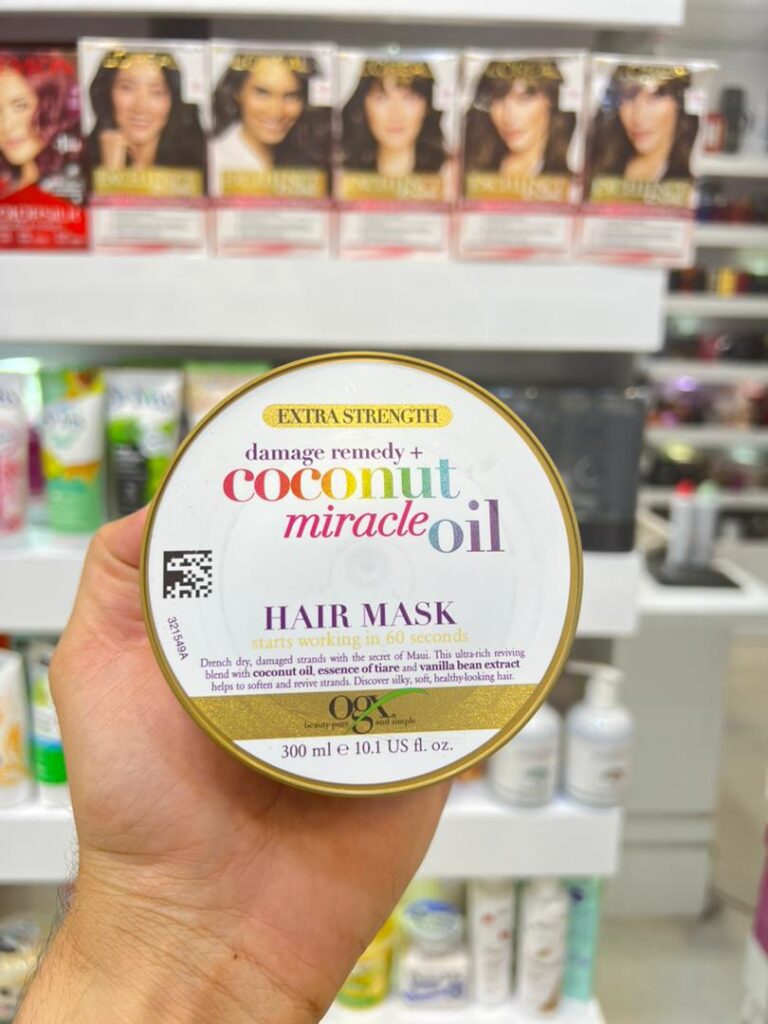 EXTRA STRENGTH
damage remedy +
coconut
miracle oil
HAIR MASK
starts working in 60 seconds
Drench dry, damaged strands with the secret of Maui. This ultra-rich reviving
blend with coconut oil, essence of tiare and vanilla bean extract
helps to soften and revive strands. Discover silky, soft, healthy-looking hair.
ogx
beauty pure and simple
300 ml e 10.1 US fl. oz.
321549A